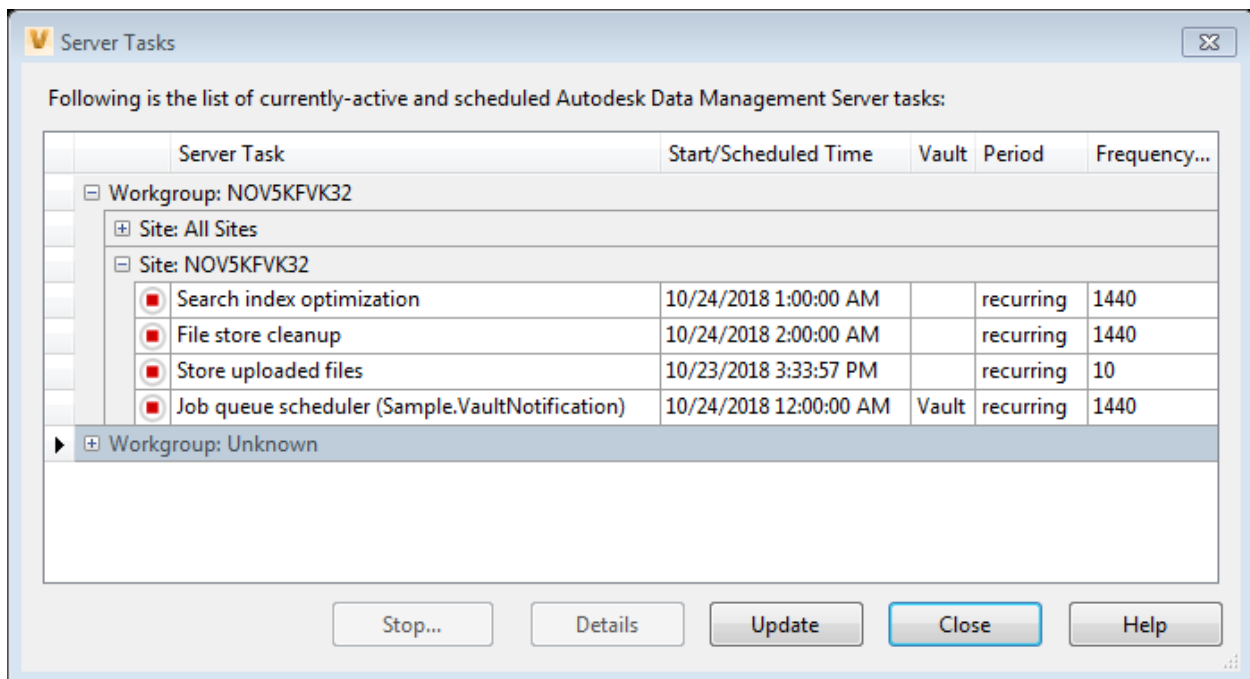 Server Tasks
Following is the list of currently-active and scheduled Autodesk Data Management Server tasks:
Server Task Start/Scheduled Time Vault Period Frequency...
Workgroup: NOV5KFVK32
Site: All Sites
Site: NOV5KFVK32
Search index optimization 10/24/2018 1:00:00 AM recurring 1440
File store cleanup 10/24/2018 2:00:00 AM recurring 1440
Store uploaded files 10/23/2018 3:33:57 PM recurring 10
Job queue scheduler (Sample.VaultNotification) 10/24/2018 12:00:00 AM Vault recurring 1440
Workgroup: Unknown
Stop... Details Update Close Help